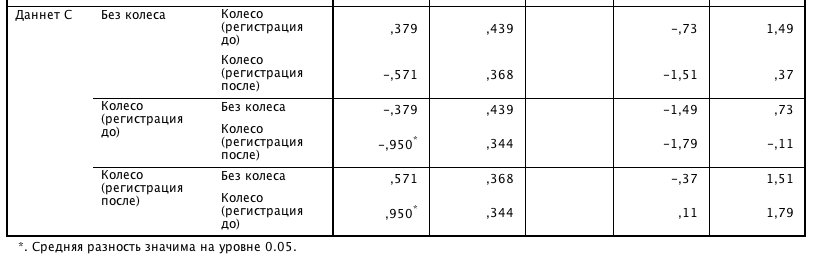 Даннет C Без колеса Колесо (регистрация до) ,379 ,439 –,73 1,49
Колесо (регистрация после) –,571 ,368 –1,51 ,37
Колесо (регистрация до) Без колеса –,379 ,439 –1,49 ,73
Колесо (регистрация после) –,950* ,344 –1,79 –,11
Колесо (регистрация после) Без колеса ,571 ,368 –,37 1,51
Колесо (регистрация до) ,950* ,344 ,11 1,79
*. Средняя разность значима на уровне 0.05.